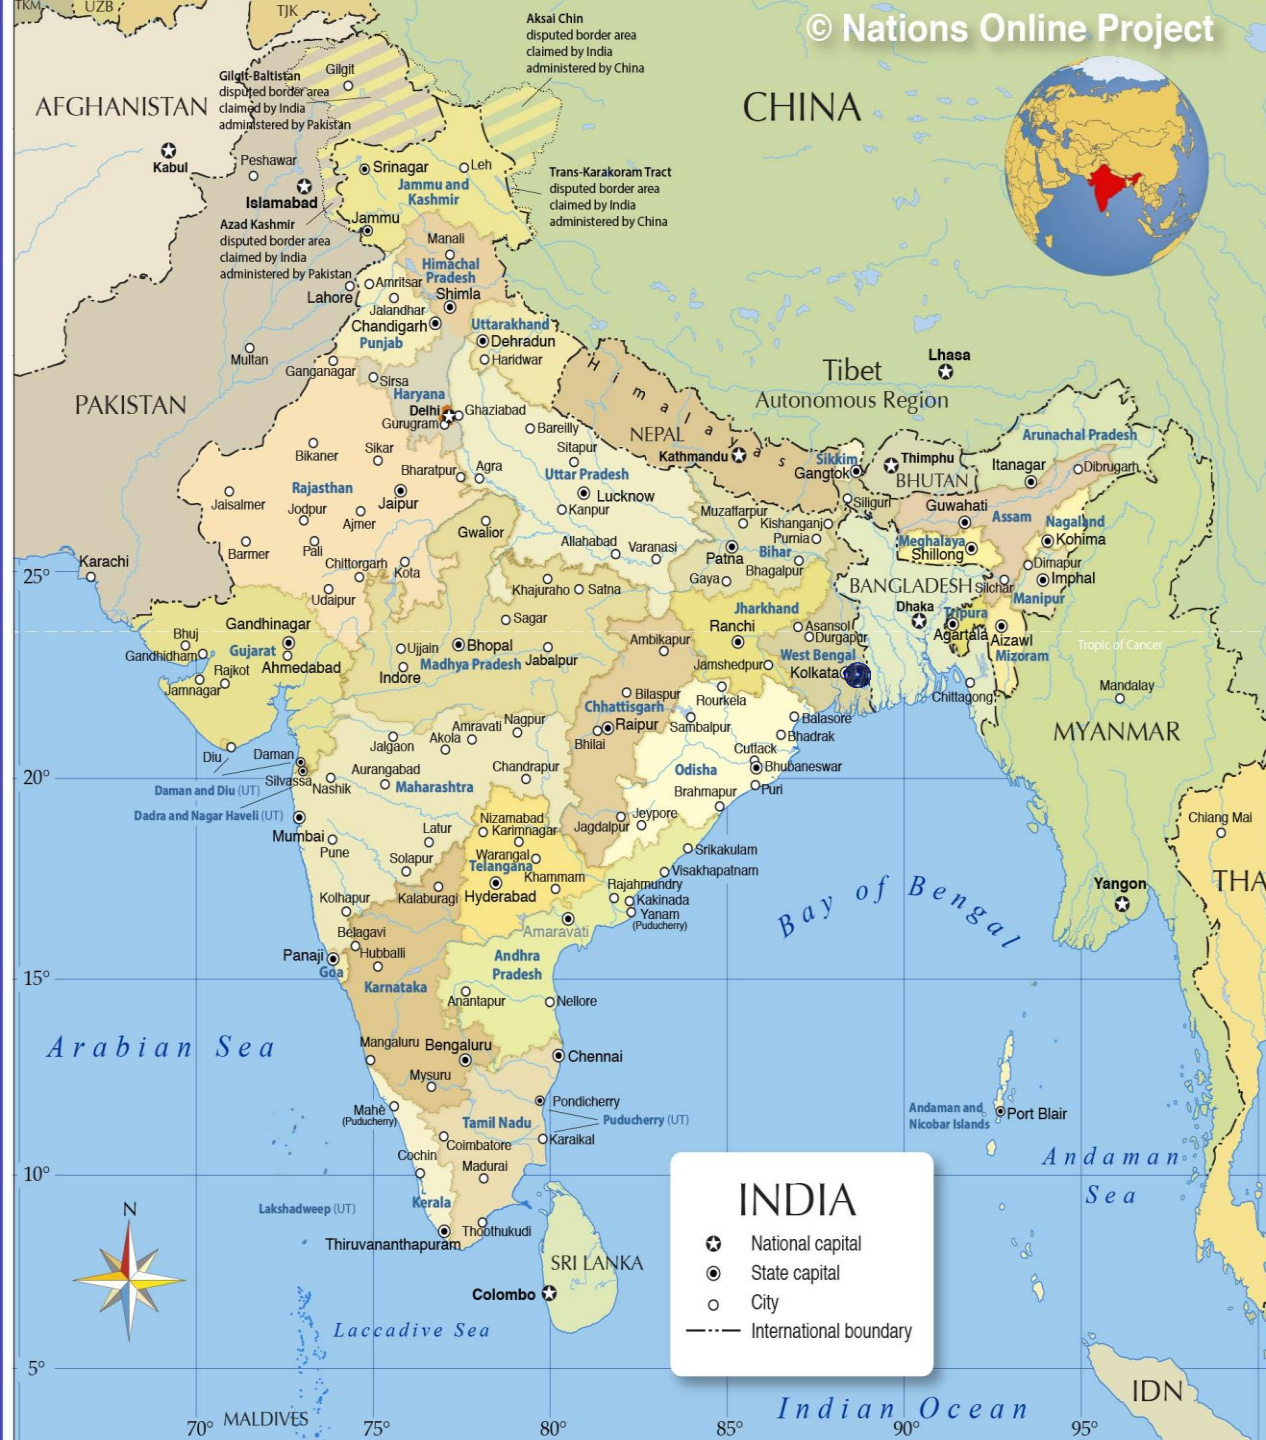 TKM
UZB
TJK
© Nations Online Project
Aksai Chin
disputed border area
claimed by India
administered by China
Gilgit
Gilgit-Baltistan
disputed border area
claimed by India
administered by Pakistan
AFGHANISTAN
CHINA
Kabul
Peshawar
Islamabad
Srinagar
Leh
Jammu and
Kashmir
Trans-Karakoram Tract
disputed border area
claimed by India
administered by China
Azad Kashmir
disputed border area
claimed by India
administered by Pakistan
Jammu
Manali
Himachal
Pradesh
Lahore
Amritsar
Jalandhar
Shimla
Chandigarh
Punjab
Uttarakhand
Dehradun
Haridwar
Multan
Ganganagar
Sirsa
Haryana
Delhi
Ghaziabad
Gurugram
PAKISTAN
Himalayas
Tibet
Autonomous Region
Lhasa
NEPAL
Kathmandu
Bareilly
Sitapur
Uttar Pradesh
Lucknow
Kanpur
Bikaner
Sikar
Bharatpur
Agra
Rajasthan
Jaipur
Jaisalmer
Jodpur
Ajmer
Sikkim
Gangtok
Thimphu
BHUTAN
Arunachal Pradesh
Itanagar
Dibrugarh
Siliguri
Guwahati
Assam
Nagaland
Kohima
Meghalaya
Shillong
Dimapur
Imphal
Silchar
Manipur
Gwalior
Muzaffarpur
Kishanganj
Purnia
Allahabad
Varanasi
Patna
Bihar
Bhagalpur
Gaya
Barmer
Pali
Chittorgarh
Kota
Udaipur
Karachi
25°
Khajuraho
Satna
BANGLADESH
Dhaka
Tripura
Agartala
Aizawl
Mizoram
Jharkhand
Ranchi
Asansol
Durgapur
Jamshedpur
West Bengal
Kolkata
Tropic of Cancer
Gandhinagar
Bhuj
Gandhidham
Gujarat
Ahmedabad
Rajkot
Jamnagar
Sagar
Ujjain
Bhopal
Madhya Pradesh
Jabalpur
Indore
Ambikapur
Chittagong
Mandalay
Bilaspur
Chhattisgarh
Raipur
Bhilai
Rourkela
Sambalpur
Balasore
Bhadrak
MYANMAR
Diu
Daman
Silvassa
Nashik
Daman and Diu (UT)
Dadra and Nagar Haveli (UT)
Jalgaon
Akola
Amravati
Nagpur
Aurangabad
Maharashtra
Chandrapur
20°
Cuttack
Odisha
Bhubaneswar
Puri
Brahmapur
Jeypore
Jagdalpur
Mumbai
Pune
Latur
Solapur
Nizamabad
Karimnagar
Warangal
Telangana
Khammam
Hyderabad
Srikakulam
Visakhapatnam
Rajahmundry
Kakinada
Yanam
(Puducherry)
Chiang Mai
THA
Yangon
Kolhapur
Kalaburagi
Belagavi
Amaravati
Bay of Bengal
Panaji
Goa
Hubballi
Andhra
Pradesh
15°
Karnataka
Anantapur
Nellore
Arabian Sea
Mangaluru
Bengaluru
Chennai
Mysuru
Mahè
(Puducherry)
Pondicherry
Tamil Nadu
Puducherry (UT)
Karaikal
Coimbatore
Cochin
Madurai
Andaman and
Nicobar Islands
Port Blair
Andaman
Sea
10°
Lakshadweep (UT)
Kerala
Thoothukudi
Thiruvananthapuram
N
SRI LANKA
Colombo
Laccadive Sea
INDIA
National capital
State capital
City
International boundary
5°
Indian Ocean
IDN
MALDIVES
70°
75°
80°
85°
90°
95°